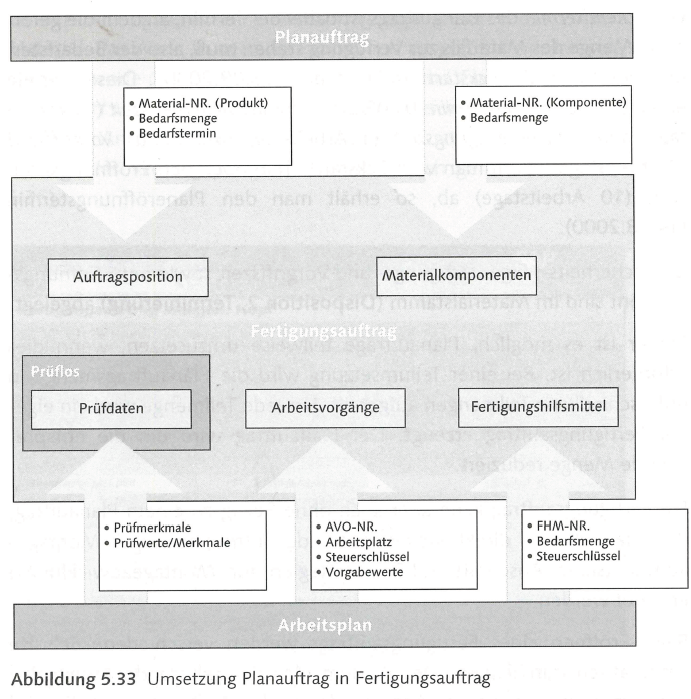 Planauftrag
• Material-NR. (Produkt)
• Bedarfsmenge
• Bedarfstermin
• Material-NR. (Komponente)
• Bedarfsmenge
Auftragsposition
Materialkomponenten
Fertigungsauftrag
Prüflos
Prüfdaten
Arbeitsvorgänge
Fertigungshilfsmittel
• Prüfmerkmale
• Prüfwerte/Merkmale
• AVO-NR.
• Arbeitsplatz
• Steuerschlüssel
• Vorgabewerte
• FHM-NR.
• Bedarfsmenge
• Steuerschlüssel
Arbeitsplan
Abbildung 5.33 Umsetzung Planauftrag in Fertigungsauftrag